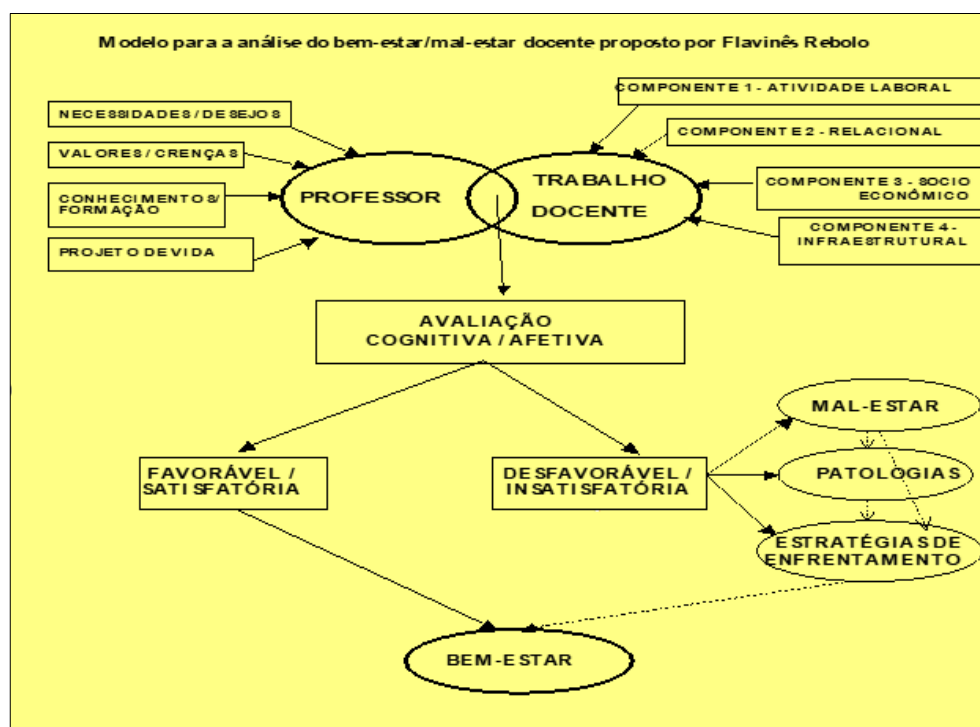 Modelo para a análise do bem-estar/mal-estar docente proposto por Flavinês Rebolo
NECESSIDADES / DESEJOS
VALORES / CRENÇAS
CONHECIMENTOS/
FORMAÇÃO
PROJETO DE VIDA
PROFESSOR
TRABALHO
DOCENTE
COMPONENTE 1 - ATIVIDADE LABORAL
COMPONENTE 2 - RELACIONAL
COMPONENTE 3 - SOCIO
ECONÔMICO
COMPONENTE 4 -
INFRAESTRUTURAL
AVALIAÇÃO
COGNITIVA / AFETIVA
FAVORÁVEL /
SATISFATÓRIA
DESFAVORÁVEL /
INSATISFATÓRIA
MAL-ESTAR
PATOLOGIAS
ESTRATÉGIAS DE
ENFRENTAMENTO
BEM-ESTAR